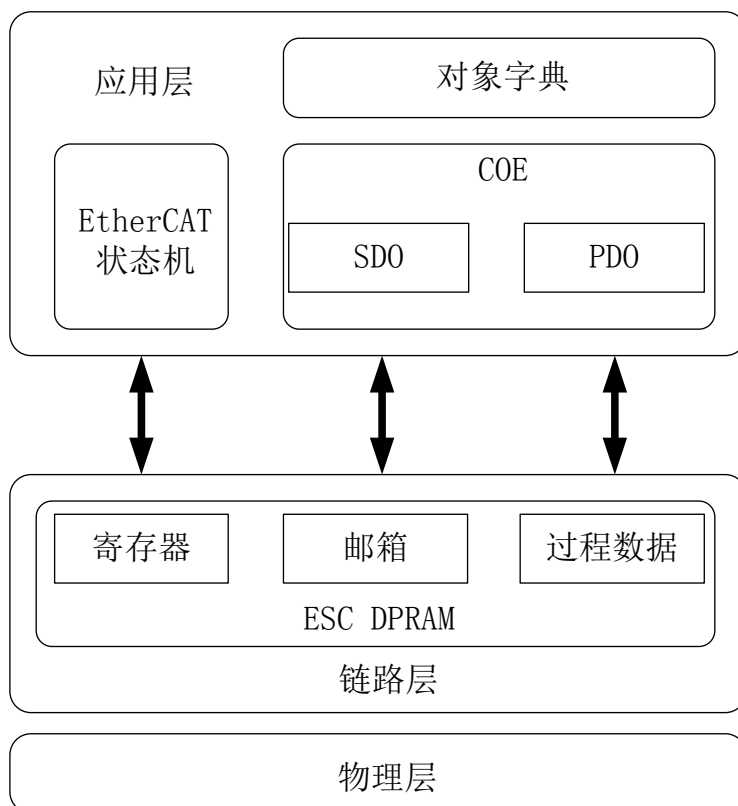 应用层
对象字典
EtherCAT
状态机
COE
SDO
PDO
寄存器
邮箱
过程数据
ESC DPRAM
链路层
物理层